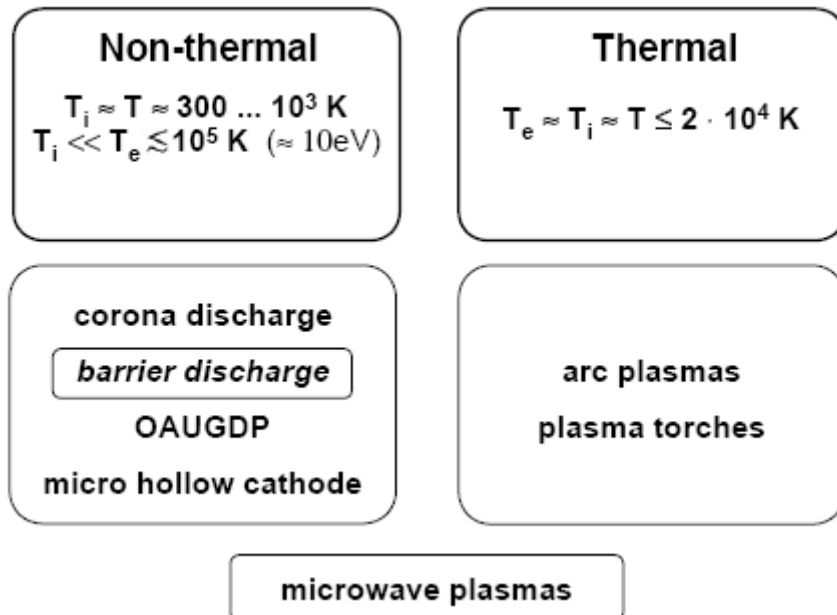 Non-thermal
Tᵢ ≈ T ≈ 300 ... 10³ K
Tᵢ << Tₑ ≲ 10⁵ K (≈ 10eV)
Thermal
Tₑ ≈ Tᵢ ≈ T ≤ 2 · 10⁴ K
corona discharge
barrier discharge
OAUGDP
micro hollow cathode
arc plasmas
plasma torches
microwave plasmas